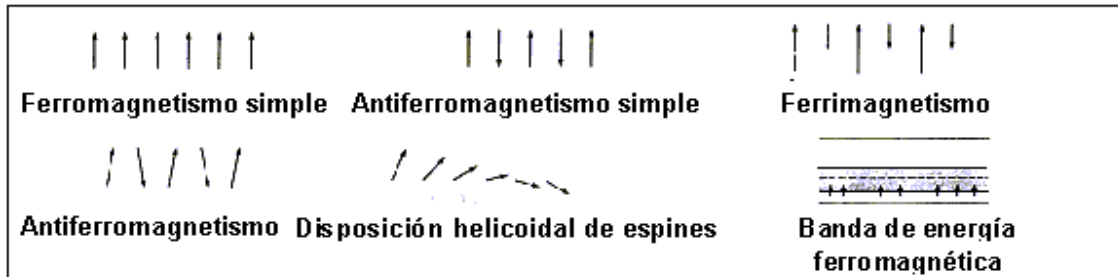 Ferromagnetismo simple
Antiferromagnetismo simple
Ferrimagnetismo
Antiferromagnetismo
Disposición helicoidal de espines
Banda de energía
ferromagnética